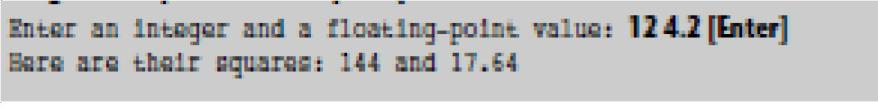 Enter an integer and a floating-point value: 12 4.2 [Enter]
Here are their squares: 144 and 17.64